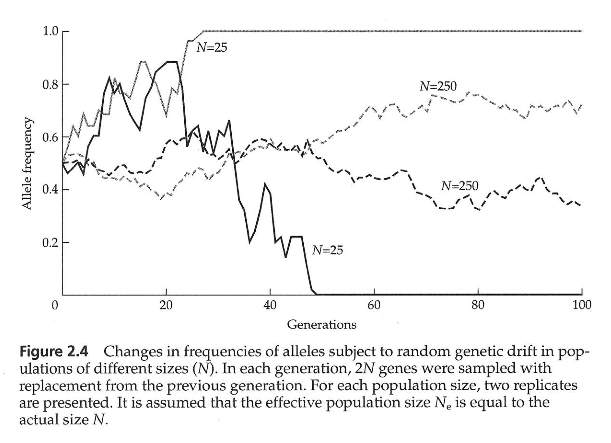 1.0
N=25
N=250
0.8
0.6
Allele frequency
0.4
N=250
0.2
N=25
0 20 40 60 80 100
Generations
Figure 2.4 Changes in frequencies of alleles subject to random genetic drift in pop-
ulations of different sizes (N). In each generation, 2N genes were sampled with
replacement from the previous generation. For each population size, two replicates
are presented. It is assumed that the effective population size Ne is equal to the
actual size N.